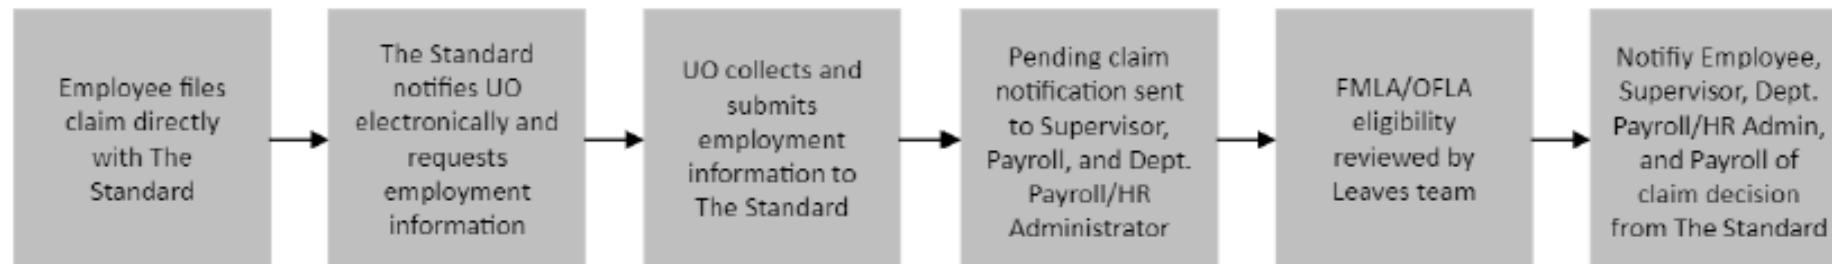 Employee files
claim directly
with The
Standard
The Standard
notifies UO
electronically and
requests
employment
information
UO collects and
submits
employment
information to
The Standard
Pending claim
notification sent
to Supervisor,
Payroll, and Dept.
Payroll/HR
Administrator
FMLA/OFLA
eligibility
reviewed by
Leaves team
Notifiy Employee,
Supervisor, Dept.
Payroll/HR Admin,
and Payroll of
claim decision
from The Standard